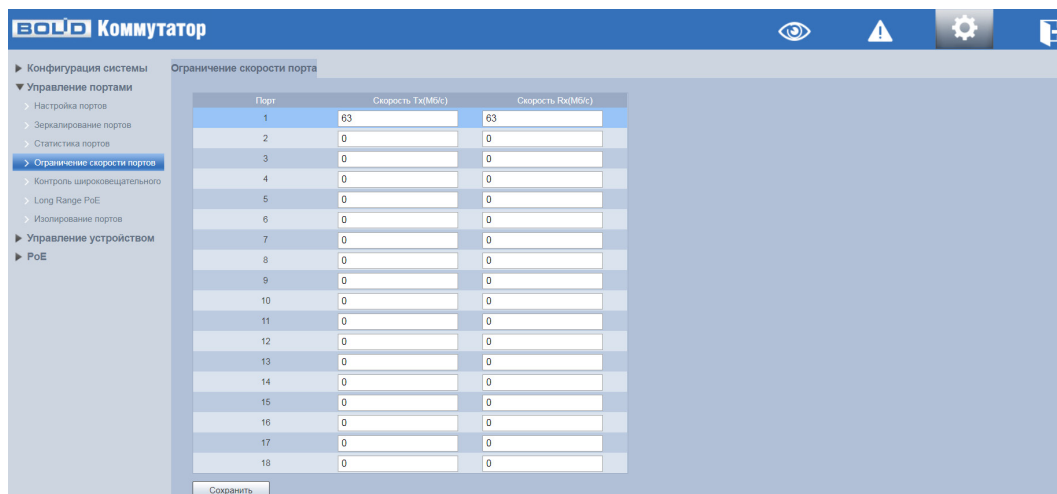 BOLID Коммутатор
Конфигурация системы
Управление портами
Настройка портов
Зеркалирование портов
Статистика портов
Ограничение скорости портов
Контроль широковещательного
Long Range PoE
Изолирование портов
Управление устройством
PoE
Ограничение скорости порта
Порт Скорость Tx(Мб/с) Скорость Rx(Мб/с)
1 63 63
2 0 0
3 0 0
4 0 0
5 0 0
6 0 0
7 0 0
8 0 0
9 0 0
10 0 0
11 0 0
12 0 0
13 0 0
14 0 0
15 0 0
16 0 0
17 0 0
18 0 0
Сохранить